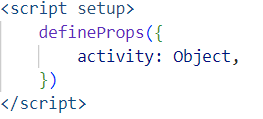 <script setup>
    defineProps({
        activity: Object,
    })
</script>